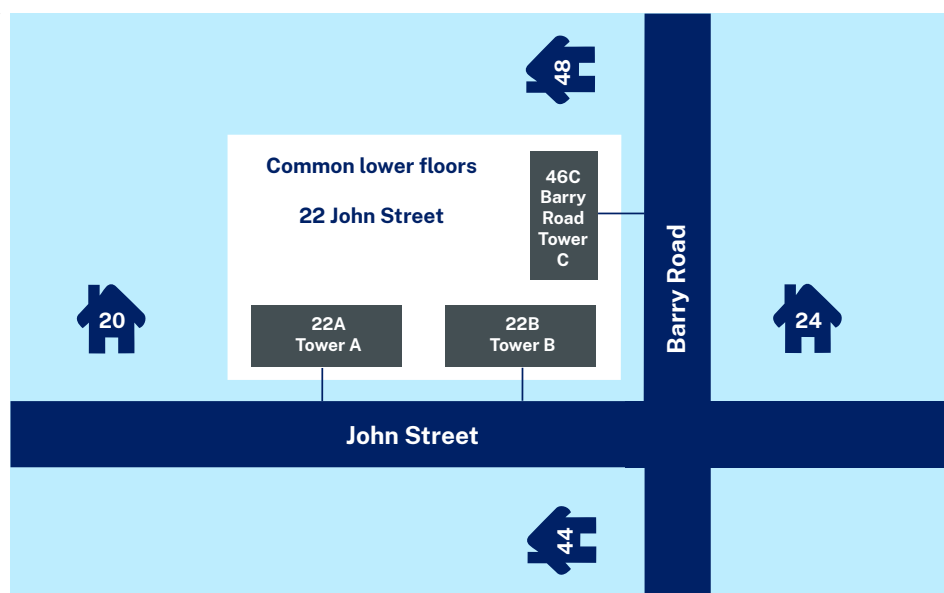 48
Common lower floors
22 John Street
46C
Barry
Road
Tower
C
Barry Road
20
22A
Tower A
22B
Tower B
24
John Street
44